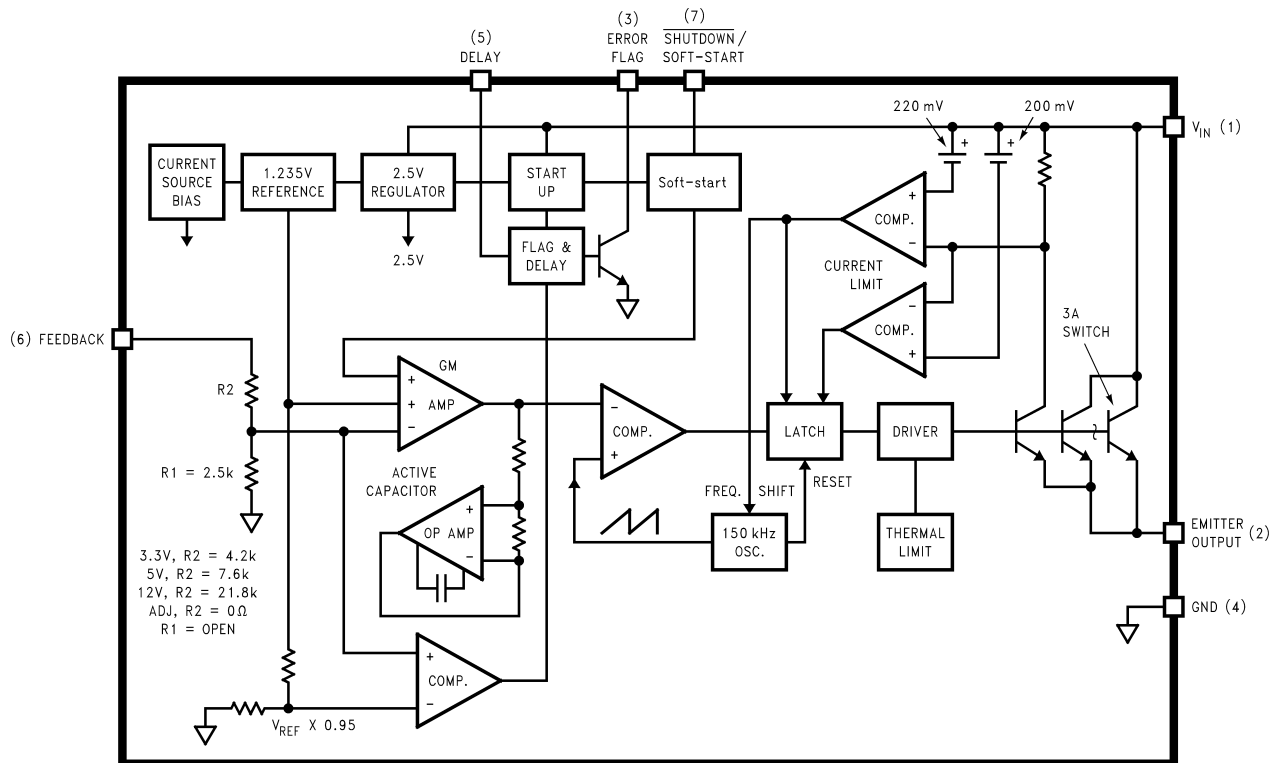 (7)
(3)
(5)
SHUTDOWN /
ERROR
DELAY
SOFT-START
FLAG
220 mV
200 mV
+
+
VIN (1)
CURRENT
SOURCE
BIAS
1.235V
REFERENCE
2.5V
REGULATOR
START
UP
Soft-start
+
COMP.
−
2.5V
FLAG &
DELAY
CURRENT
LIMIT
−
COMP.
+
3A
SWITCH
(6) FEEDBACK
R2
GM
+
+
AMP
−
−
COMP.
+
LATCH
DRIVER
R1 = 2.5k
ACTIVE
CAPACITOR
FREQ. SHIFT
RESET
+
OP AMP
−
150 kHz
OSC.
THERMAL
LIMIT
EMITTER
OUTPUT (2)
3.3V, R2 = 4.2k
5V, R2 = 7.6k
12V, R2 = 21.8k
ADJ, R2 = 0Ω
R1 = OPEN
GND (4)
+
COMP.
−
VREF X 0.95